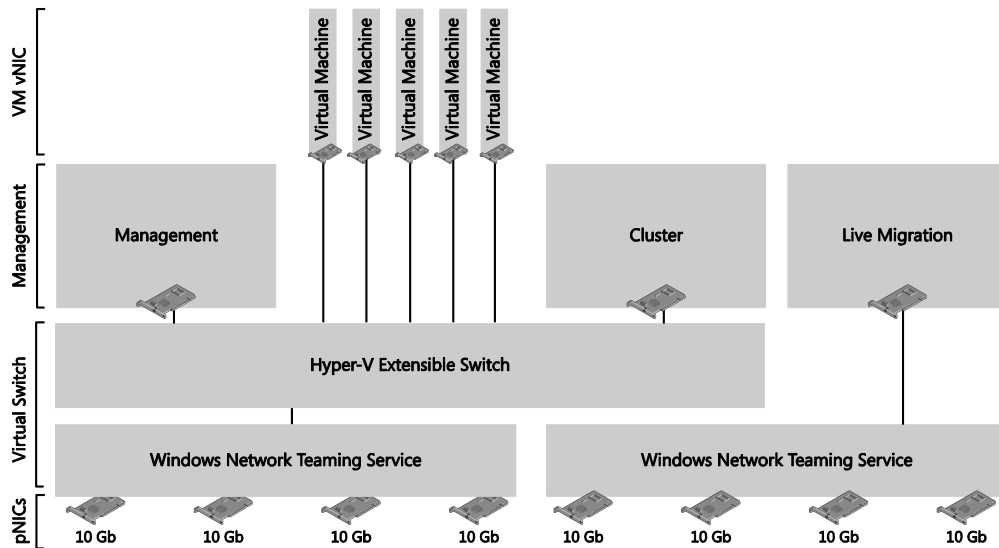 VM vNIC
Virtual Machine
Virtual Machine
Virtual Machine
Virtual Machine
Virtual Machine
Management
Management
Cluster
Live Migration
Virtual Switch
Hyper-V Extensible Switch
Windows Network Teaming Service
Windows Network Teaming Service
pNICs
10 Gb
10 Gb
10 Gb
10 Gb
10 Gb
10 Gb
10 Gb
10 Gb